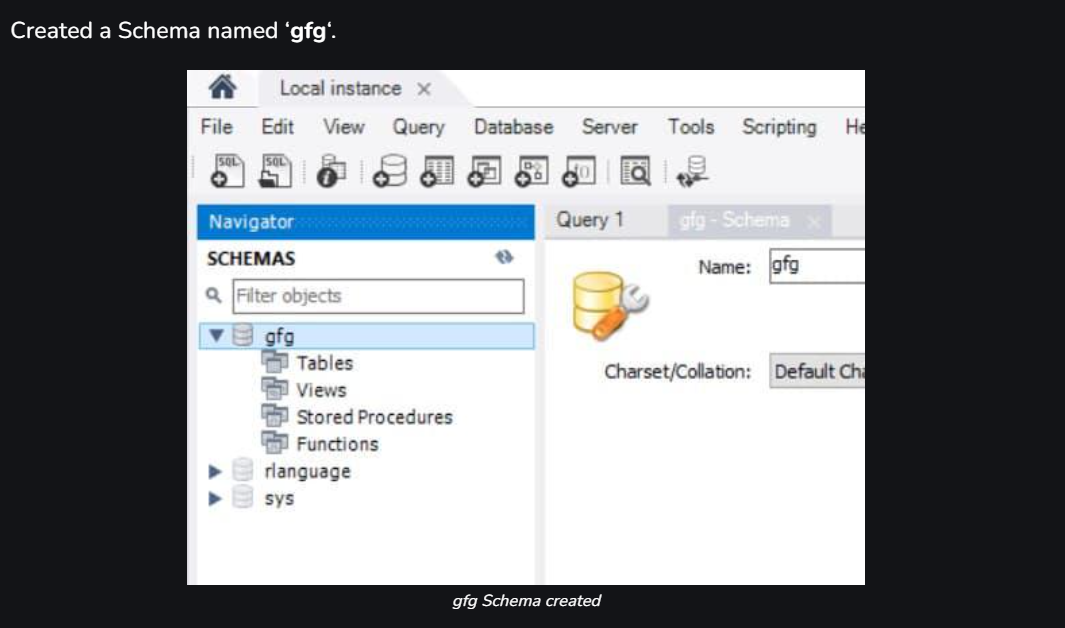 Created a Schema named ‘gfg‘.
Local instance
File Edit View Query Database Server Tools Scripting He
SQL SQL
Navigator
Query 1 gfg - Schema
SCHEMAS
Name: gfg
Filter objects
gfg
Tables
Charset/Collation: Default Cha
Views
Stored Procedures
Functions
rlanguage
sys
gfg Schema created